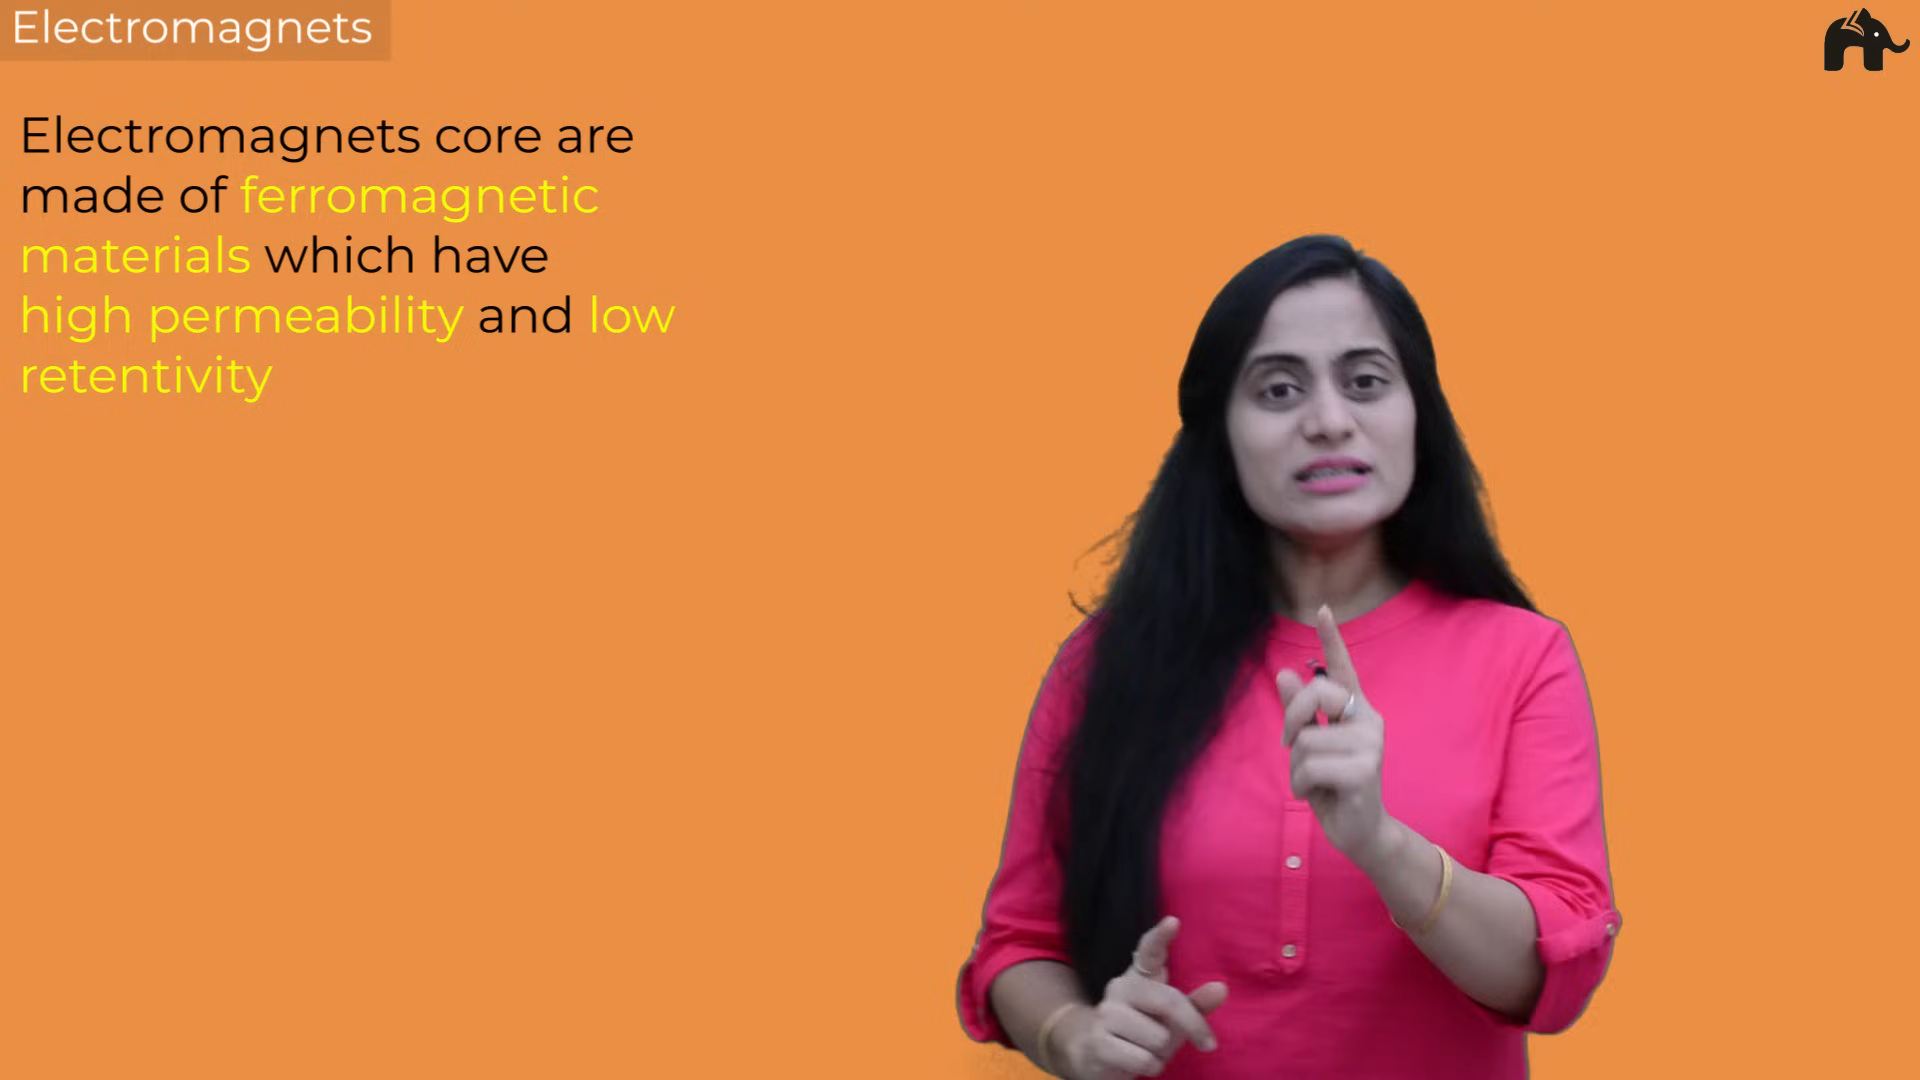 Electromagnets
Electromagnets core are
made of ferromagnetic
materials which have
high permeability and low
retentivity